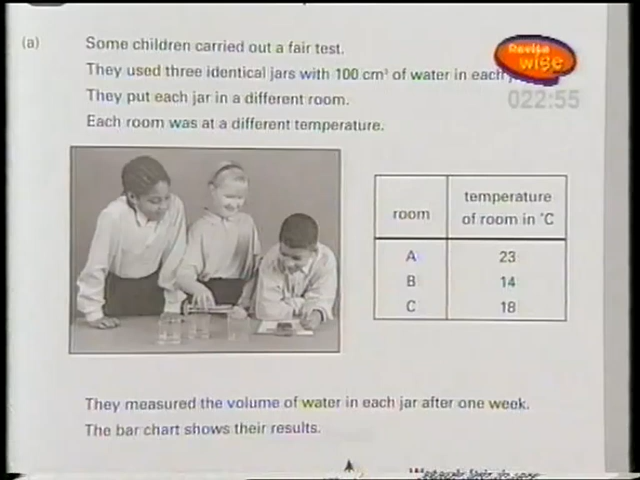 (a) Some children carried out a fair test.
They used three identical jars with 100 cm³ of water in each
They put each jar in a different room.
Each room was at a different temperature.
Revise
wise
022:55
room temperature of room in °C
A 23
B 14
C 18
They measured the volume of water in each jar after one week.
The bar chart shows their results.